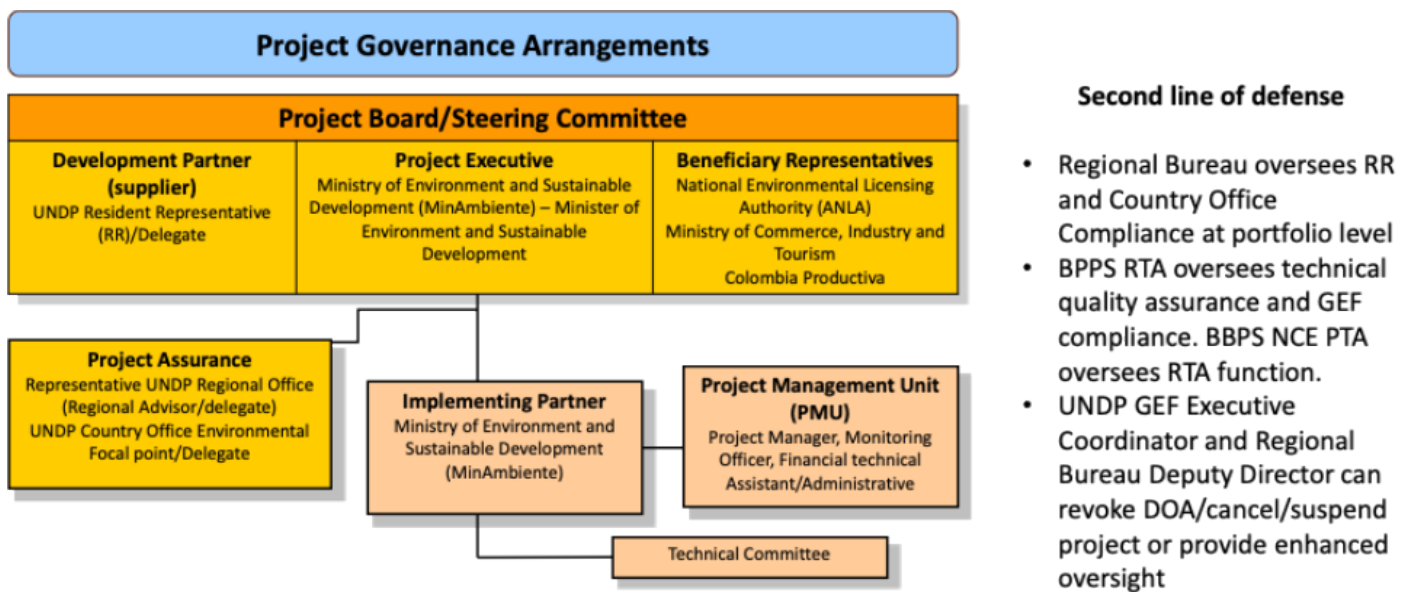 Project Governance Arrangements
Project Board/Steering Committee
Development Partner
(supplier)
UNDP Resident Representative
(RR)/Delegate
Project Executive
Ministry of Environment and Sustainable
Development (MinAmbiente) – Minister of
Environment and Sustainable
Development
Beneficiary Representatives
National Environmental Licensing
Authority (ANLA)
Ministry of Commerce, Industry and
Tourism
Colombia Productiva
Project Assurance
Representative UNDP Regional Office
(Regional Advisor/delegate)
UNDP Country Office Environmental
Focal point/Delegate
Implementing Partner
Ministry of Environment and
Sustainable Development
(MinAmbiente)
Project Management Unit
(PMU)
Project Manager, Monitoring
Officer, Financial technical
Assistant/Administrative
Technical Committee
Second line of defense
• Regional Bureau oversees RR
and Country Office
Compliance at portfolio level
• BPPS RTA oversees technical
quality assurance and GEF
compliance. BBPS NCE PTA
oversees RTA function.
• UNDP GEF Executive
Coordinator and Regional
Bureau Deputy Director can
revoke DOA/cancel/suspend
project or provide enhanced
oversight